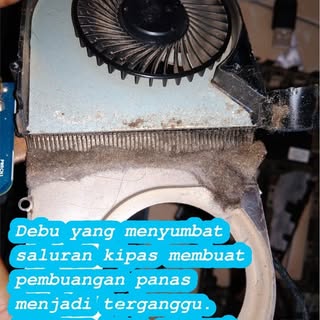 Debu yang menyumbat
saluran kipas membuat
pembuangan panas
menjadi terganggu.